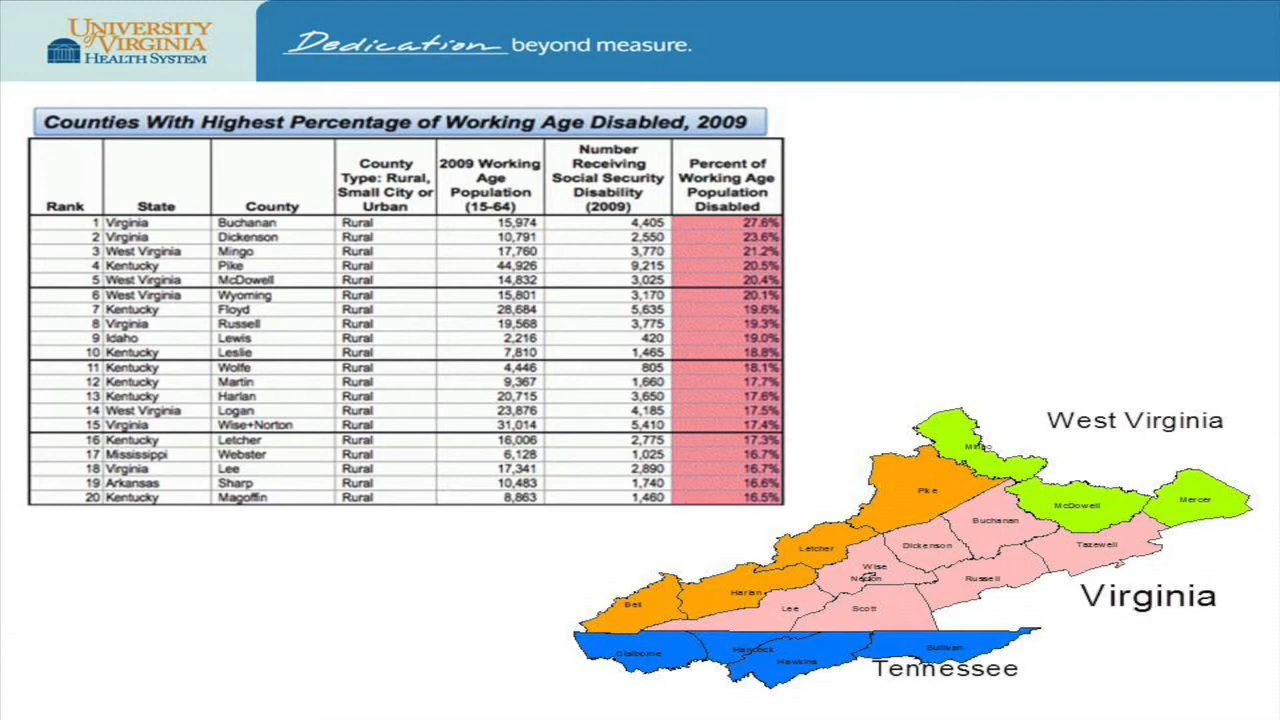 UNIVERSITY
of VIRGINIA
HEALTH SYSTEM
Dedication beyond measure.
Counties With Highest Percentage of Working Age Disabled, 2009
Rank State County County Type: Rural, Small City or Urban 2009 Working Age Population (15-64) Number Receiving Social Security Disability (2009) Percent of Working Age Population Disabled
1 Virginia Buchanan Rural 15,974 4,405 27.6%
2 Virginia Dickenson Rural 10,791 2,550 23.6%
3 West Virginia Mingo Rural 17,760 3,770 21.2%
4 Kentucky Pike Rural 44,926 9,215 20.5%
5 West Virginia McDowell Rural 14,832 3,025 20.4%
6 West Virginia Wyoming Rural 15,801 3,170 20.1%
7 Kentucky Floyd Rural 28,684 5,635 19.6%
8 Virginia Russell Rural 19,568 3,775 19.3%
9 Idaho Lewis Rural 2,216 420 19.0%
10 Kentucky Leslie Rural 7,810 1,465 18.8%
11 Kentucky Wolfe Rural 4,446 805 18.1%
12 Kentucky Martin Rural 9,367 1,660 17.7%
13 Kentucky Harlan Rural 20,715 3,650 17.6%
14 West Virginia Logan Rural 23,876 4,185 17.5%
15 Virginia Wise+Norton Rural 31,014 5,410 17.4%
16 Kentucky Letcher Rural 16,006 2,775 17.3%
17 Mississippi Webster Rural 6,128 1,025 16.7%
18 Virginia Lee Rural 17,341 2,890 16.7%
19 Arkansas Sharp Rural 10,483 1,740 16.6%
20 Kentucky Magoffin Rural 8,863 1,460 16.5%
West Virginia
Mingo
Pike
McDowell
Mercer
Buchanan
Letcher
Dickenson
Tazewell
Wise
Norton
Russell
Harlan
Bell
Lee
Scott
Virginia
Claiborne
Hancock
Hawkins
Sullivan
Tennessee